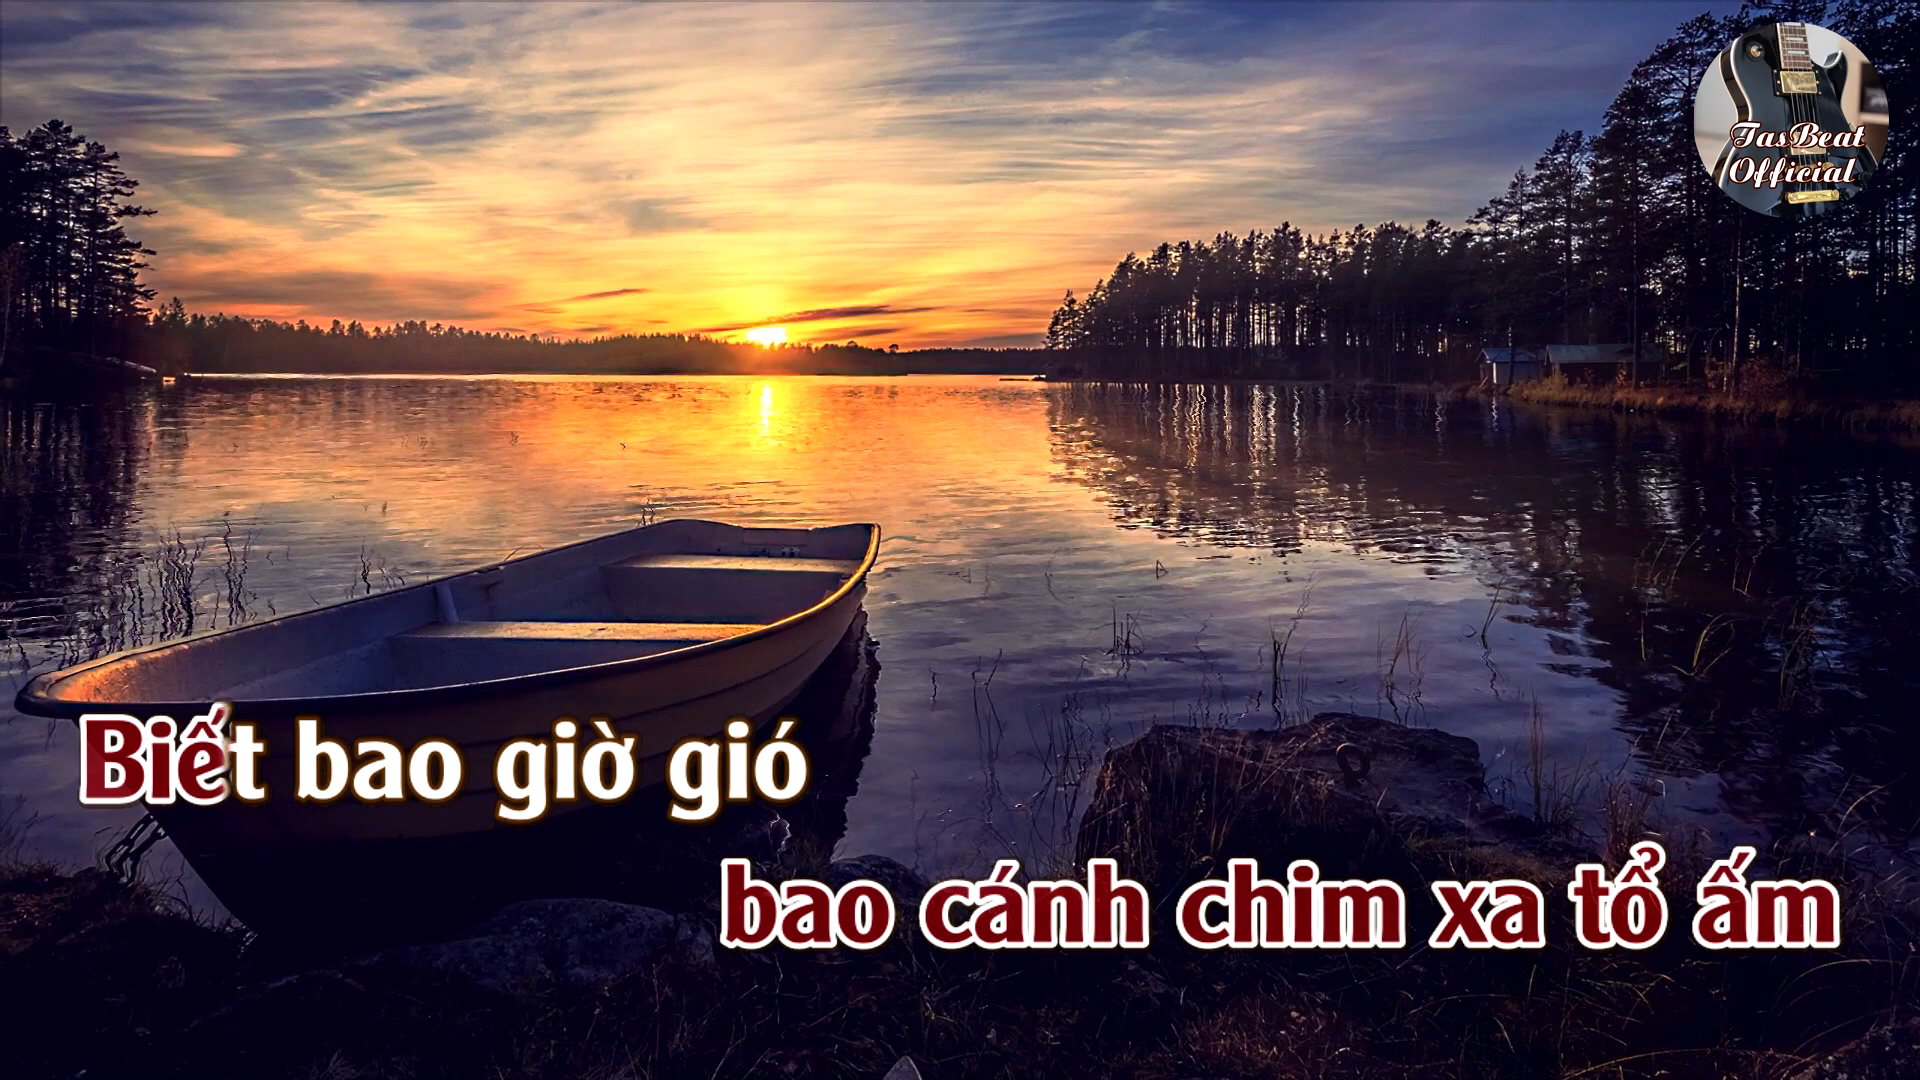 TasBeat
Official
Biết bao giờ gió
bao cánh chim xa tổ ấm